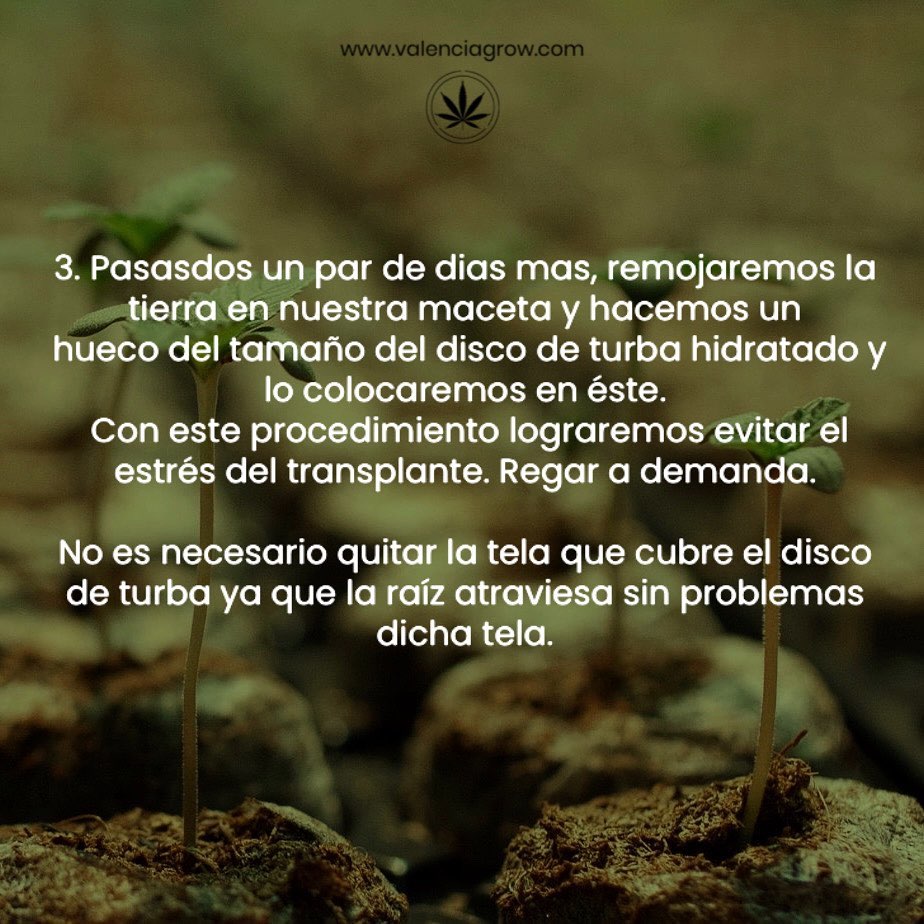 www.valenciagrow.com
3. Pasasdos un par de dias mas, remojaremos la
tierra en nuestra maceta y hacemos un
hueco del tamaño del disco de turba hidratado y
lo colocaremos en éste.
Con este procedimiento lograremos evitar el
estrés del transplante. Regar a demanda.
No es necesario quitar la tela que cubre el disco
de turba ya que la raíz atraviesa sin problemas
dicha tela.